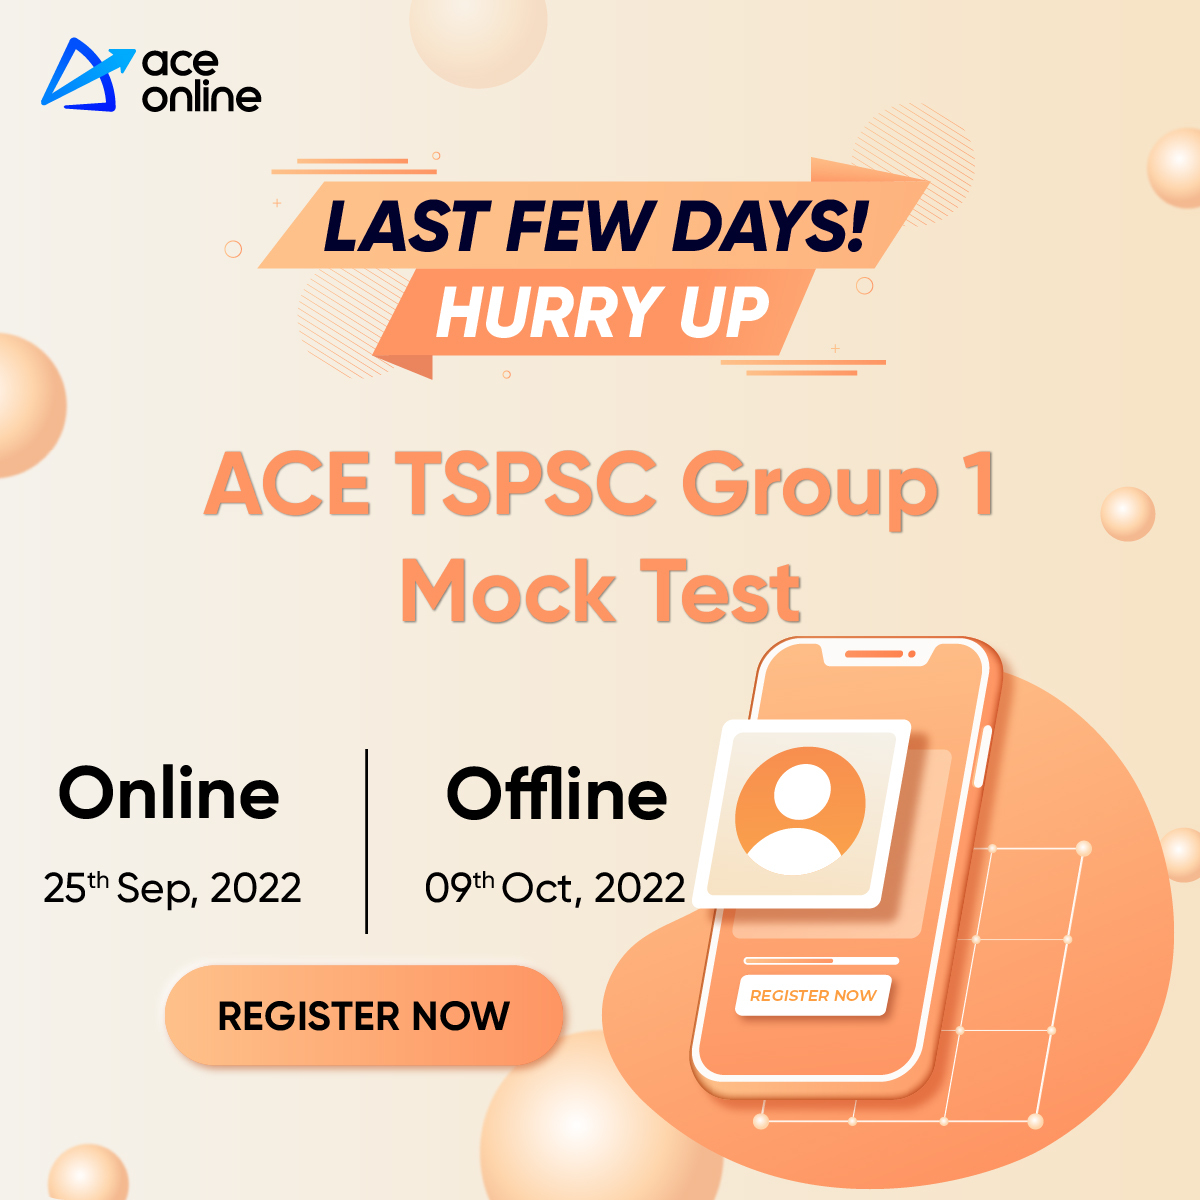 ace
online
LAST FEW DAYS!
HURRY UP
ACE TSPSC Group 1
Mock Test
Online
25th Sep, 2022
Offline
09th Oct, 2022
REGISTER NOW
REGISTER NOW